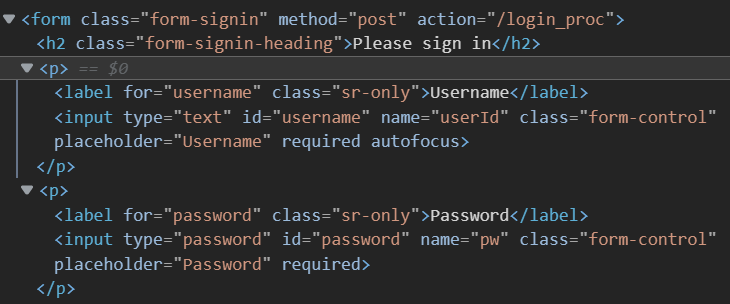 <form class="form-signin" method="post" action="/login_proc">
<h2 class="form-signin-heading">Please sign in</h2>
<p> == $0
<label for="username" class="sr-only">Username</label>
<input type="text" id="username" name="userId" class="form-control"
placeholder="Username" required autofocus>
</p>
<p>
<label for="password" class="sr-only">Password</label>
<input type="password" id="password" name="pw" class="form-control"
placeholder="Password" required>
</p>